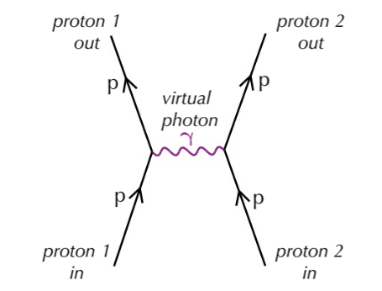 proton 1
out
proton 2
out
p
p
virtual
photon
γ
p
p
proton 1
in
proton 2
in